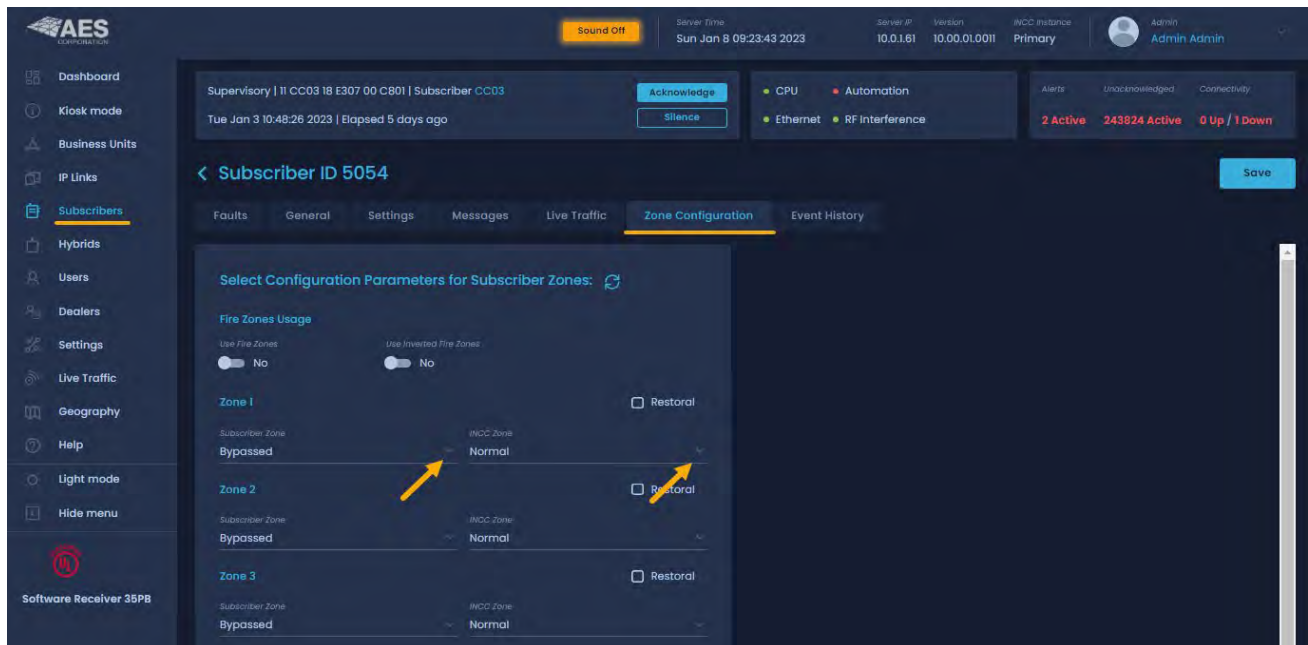 AES
CORPORATION
Sound Off
Server Time
Sun Jan 8 09:23:43 2023
Server IP
10.0.1.61
Version
10.00.01.0011
INCC Instance
Primary
Admin
Admin Admin
Dashboard
Kiosk mode
Business Units
IP Links
Subscribers
Hybrids
Users
Dealers
Settings
Live Traffic
Geography
Help
Light mode
Hide menu
UL
Software Receiver 35PB
Supervisory | 11 CC03 18 E307 00 C801 | Subscriber CC03
Tue Jan 3 10:48:26 2023 | Elapsed 5 days ago
Acknowledge
Silence
CPU
Automation
Ethernet
RF Interference
Alerts
Unacknowledged
Connectivity
2 Active
243824 Active
0 Up / 1 Down
Subscriber ID 5054
Save
Faults
General
Settings
Messages
Live Traffic
Zone Configuration
Event History
Select Configuration Parameters for Subscriber Zones:
Fire Zones Usage
Use Fire Zones
Use Inverted Fire Zones
No
No
Zone 1
Restoral
Subscriber Zone
INCC Zone
Bypassed
Normal
Zone 2
Restoral
Subscriber Zone
INCC Zone
Bypassed
Normal
Zone 3
Restoral
Subscriber Zone
INCC Zone
Bypassed
Normal